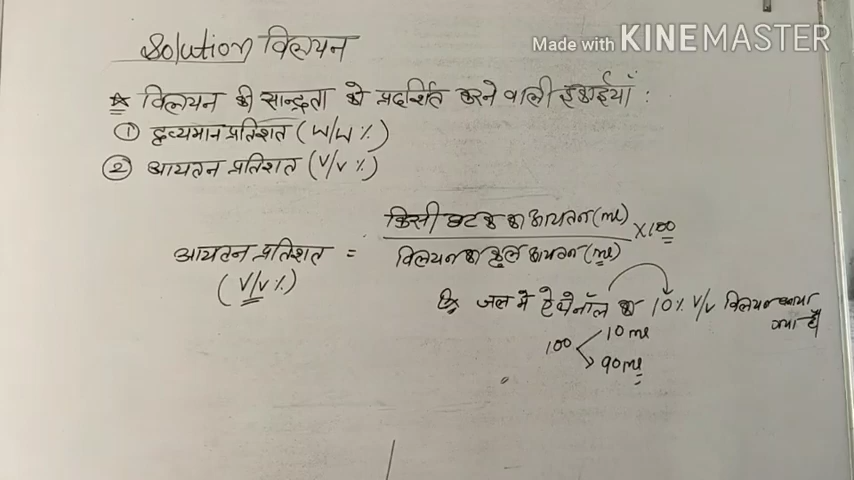 Solution विलयन
Made with KINEMASTER
* विलयन की सान्द्रता को प्रदर्शित करने वाली इकाईयाँ :
① द्रव्यमान प्रतिशत (W/W %)
② आयतन प्रतिशत (V/V %)
आयतन प्रतिशत = किसी घटक का आयतन (ml) × 100
(V/V %)
विलयन का कुल आयतन (ml)
Ex जल में ऐथेनॉल का 10% V/V विलयन बनाया
गया है
100
10 ml
90 ml